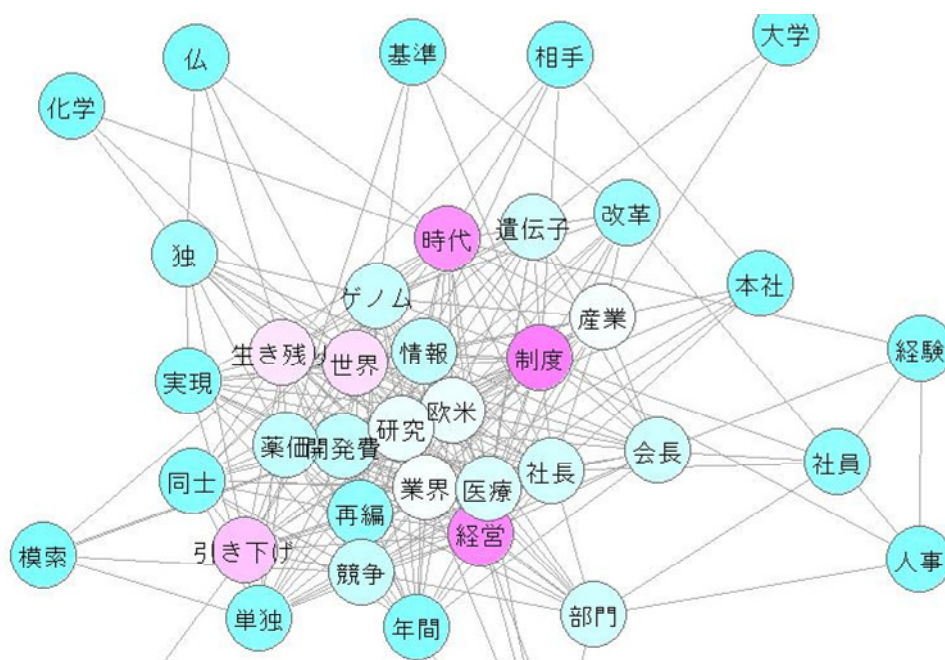 大学
仏
基準
相手
化学
改革
遺伝子
時代
独
本社
ゲノム
産業
生き残り
世界
情報
制度
経験
実現
欧米
研究
薬価
開発費
会長
社員
社長
同士
業界
医療
再編
経営
引き下げ
模索
人事
競争
部門
単独
年間